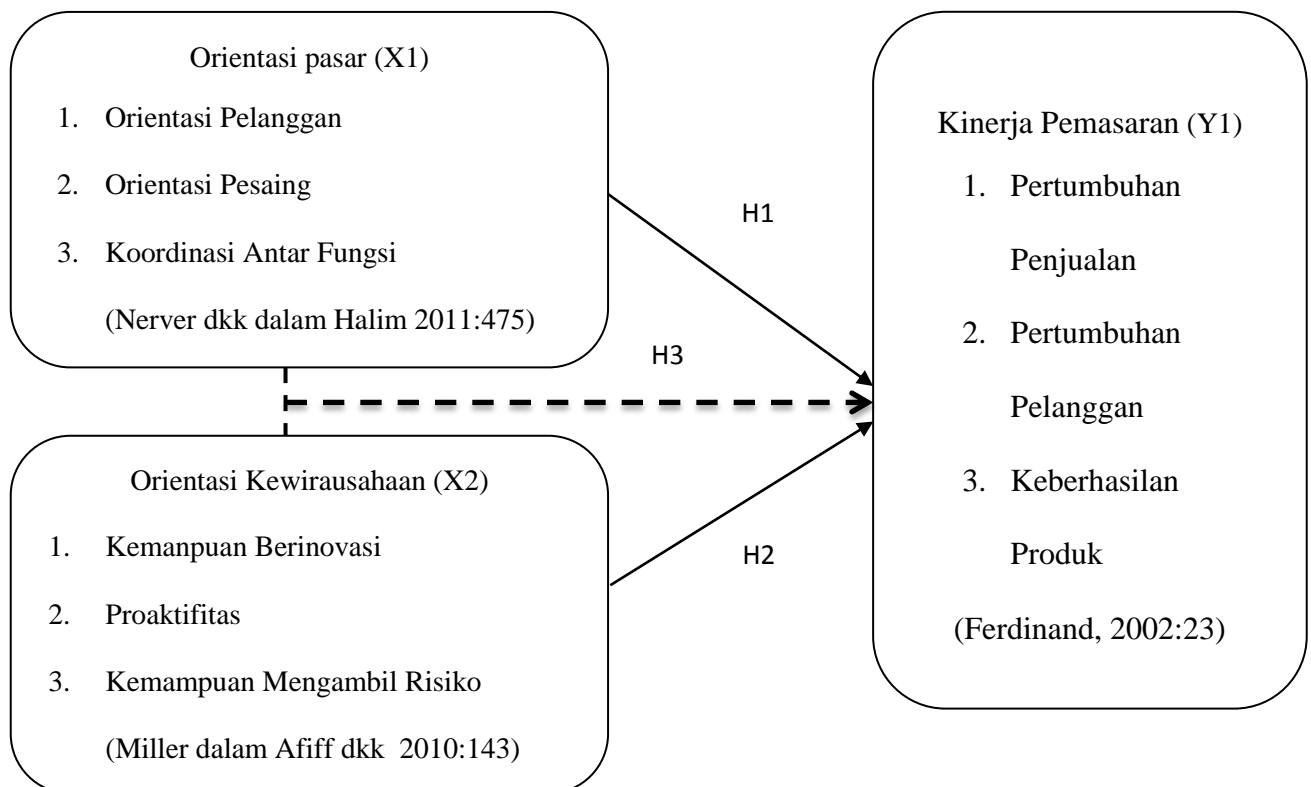 Orientasi pasar (X1)
1. Orientasi Pelanggan
2. Orientasi Pesaing
3. Koordinasi Antar Fungsi
(Nerver dkk dalam Halim 2011:475)
H1
H3
Orientasi Kewirausahaan (X2)
1. Kemanpuan Berinovasi
2. Proaktifitas
3. Kemampuan Mengambil Risiko
(Miller dalam Afiff dkk 2010:143)
H2
Kinerja Pemasaran (Y1)
1. Pertumbuhan
Penjualan
2. Pertumbuhan
Pelanggan
3. Keberhasilan
Produk
(Ferdinand, 2002:23)